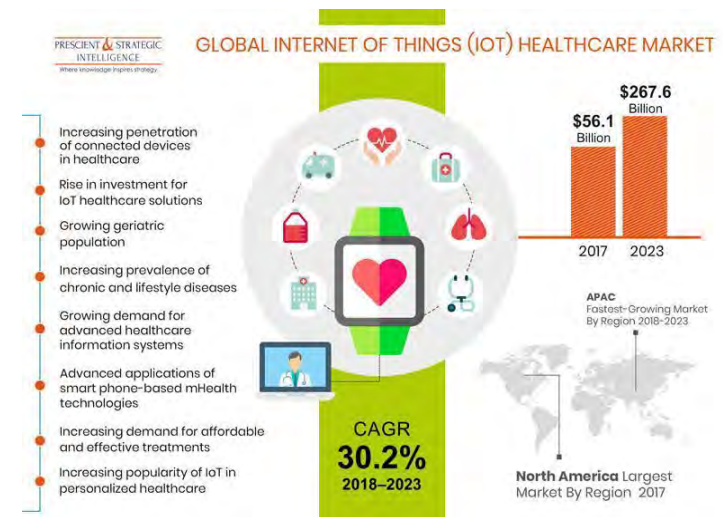 PRESCIENT & STRATEGIC
INTELLIGENCE
Where knowledge inspires strategy
GLOBAL INTERNET OF THINGS (IOT) HEALTHCARE MARKET
Increasing penetration
of connected devices
in healthcare
Rise in investment for
IoT healthcare solutions
Growing geriatric
population
Increasing prevalence of
chronic and lifestyle diseases
Growing demand for
advanced healthcare
information systems
Advanced applications of
smart phone-based mHealth
technologies
Increasing demand for affordable
and effective treatments
Increasing popularity of IoT in
personalized healthcare
CAGR
30.2%
2018–2023
$56.1
Billion
$267.6
Billion
2017 2023
APAC
Fastest-Growing Market
By Region 2018-2023
North America Largest
Market By Region 2017